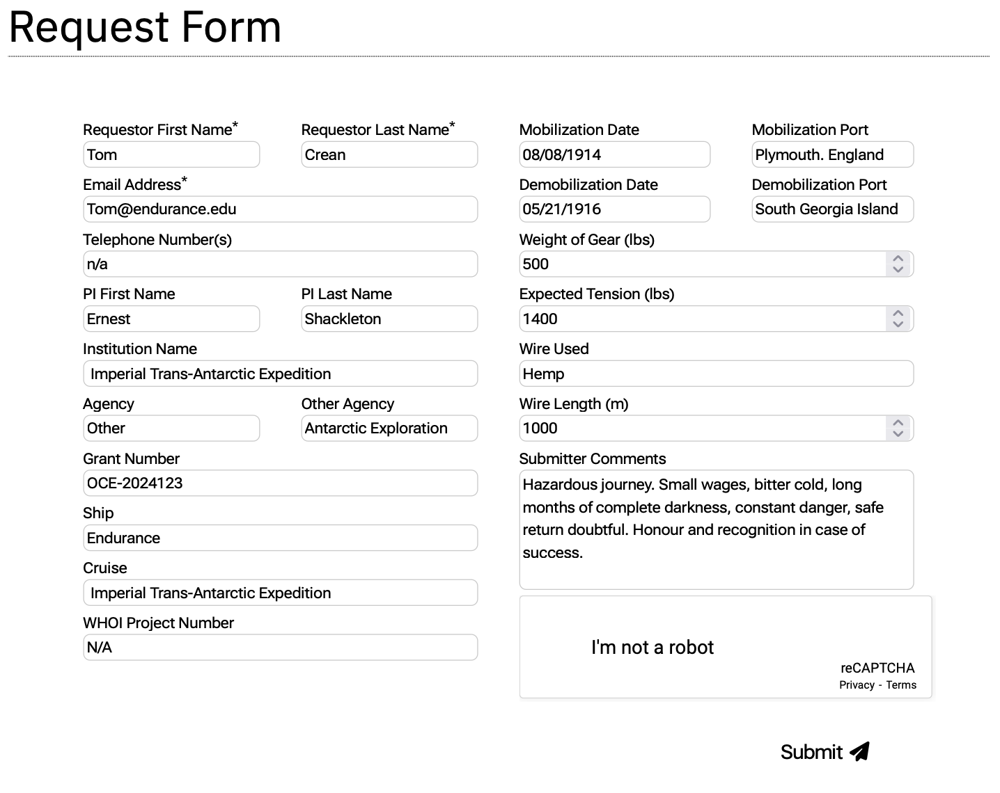 Request Form
Requestor First Name*
Tom
Requestor Last Name*
Crean
Email Address*
Tom@endurance.edu
Telephone Number(s)
n/a
PI First Name
Ernest
PI Last Name
Shackleton
Institution Name
Imperial Trans-Antarctic Expedition
Agency
Other
Other Agency
Antarctic Exploration
Grant Number
OCE-2024123
Ship
Endurance
Cruise
Imperial Trans-Antarctic Expedition
WHOI Project Number
N/A
Mobilization Date
08/08/1914
Mobilization Port
Plymouth. England
Demobilization Date
05/21/1916
Demobilization Port
South Georgia Island
Weight of Gear (lbs)
500
Expected Tension (lbs)
1400
Wire Used
Hemp
Wire Length (m)
1000
Submitter Comments
Hazardous journey. Small wages, bitter cold, long
months of complete darkness, constant danger, safe
return doubtful. Honour and recognition in case of
success.
I'm not a robot
reCAPTCHA
Privacy - Terms
Submit